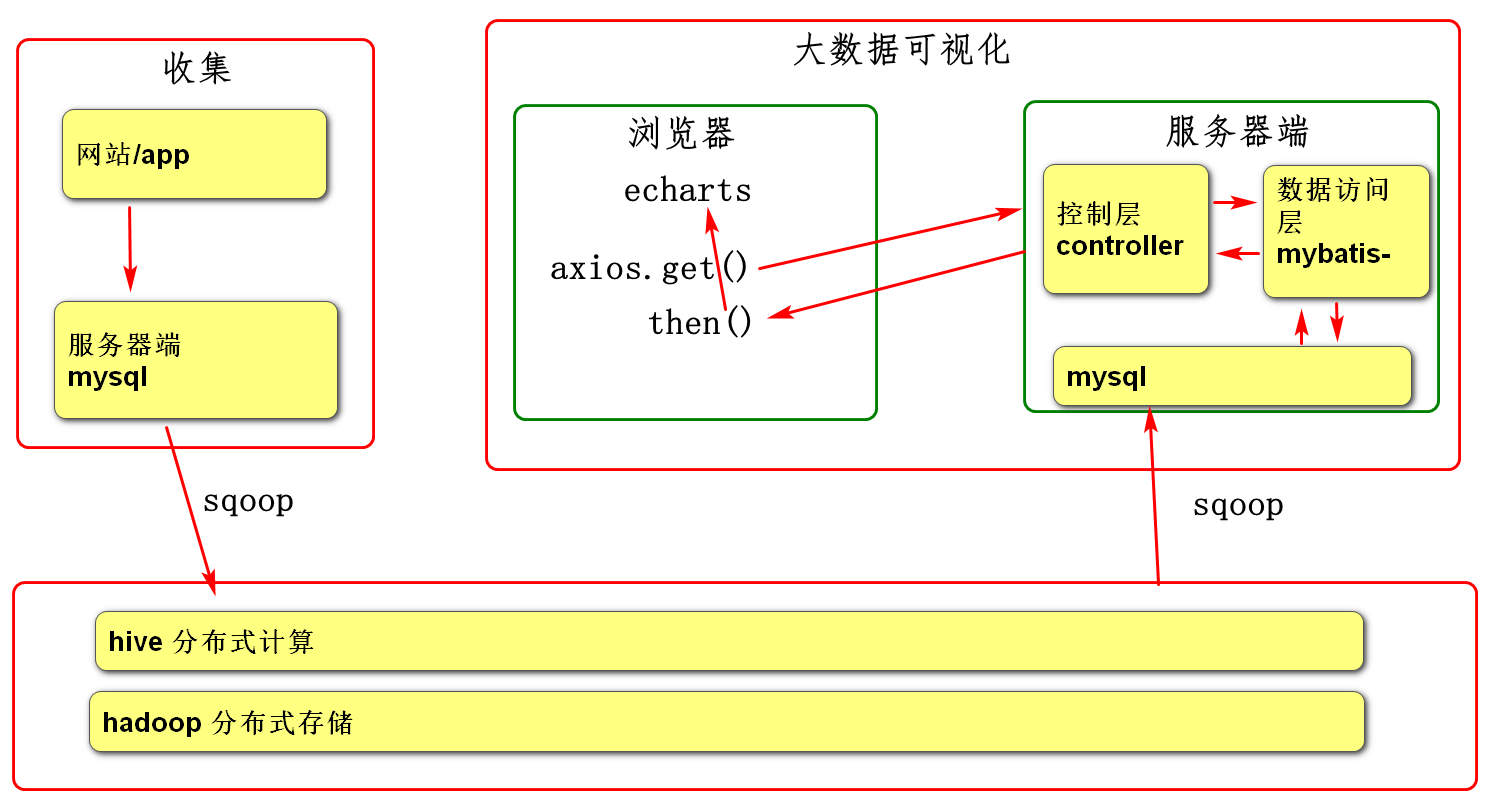 收集
网站/app
服务器端
mysql
sqoop
大数据可视化
浏览器
echarts
axios.get()
then()
服务器端
控制层
controller
数据访问
层
mybatis-
mysql
sqoop
hive 分布式计算
hadoop 分布式存储